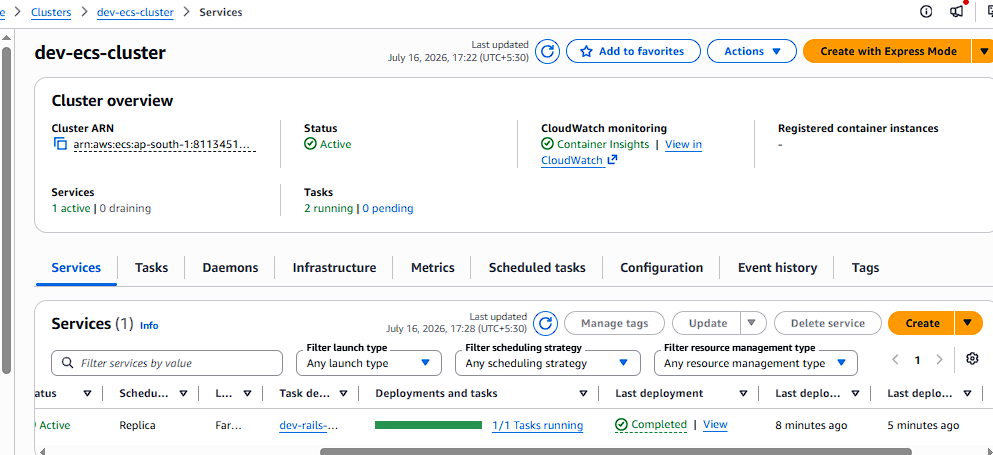 e > Clusters > dev-ecs-cluster > Services
dev-ecs-cluster
Last updated
July 16, 2026, 17:22 (UTC+5:30)
Add to favorites
Actions
Create with Express Mode
Cluster overview
Cluster ARN
arn:aws:ecs:ap-south-1:8113451...
Status
Active
CloudWatch monitoring
Container Insights | View in
CloudWatch
Registered container instances
-
Services
1 active | 0 draining
Tasks
2 running | 0 pending
Services Tasks Daemons Infrastructure Metrics Scheduled tasks Configuration Event history Tags
Services (1) Info
Last updated
July 16, 2026, 17:28 (UTC+5:30)
Manage tags
Update
Delete service
Create
Filter services by value
Filter launch type
Any launch type
Filter scheduling strategy
Any scheduling strategy
Filter resource management type
Any resource management type
1
atus Schedu... L... Task de... Deployments and tasks Last deployment Last deplo... Last deplo...
Active Replica Far... dev-rails-... 1/1 Tasks running Completed | View 8 minutes ago 5 minutes ago